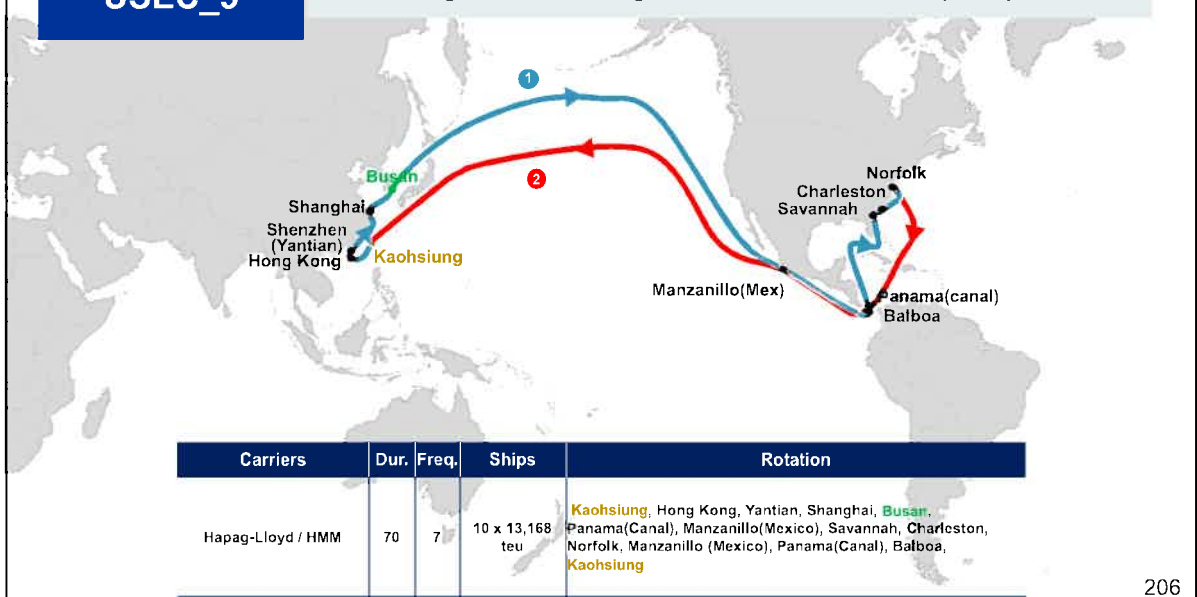 USEC_9
1
2
Busan
Norfolk
Charleston
Savannah
Shanghai
Shenzhen
(Yantian)
Hong Kong
Kaohsiung
Manzanillo(Mex)
Panama(canal)
Balboa
Carriers Dur. Freq. Ships Rotation
Hapag-Lloyd / HMM 70 7 10 x 13,168 teu
Kaohsiung, Hong Kong, Yantian, Shanghai, Busan,
Panama(Canal), Manzanillo(Mexico), Savannah, Charleston,
Norfolk, Manzanillo (Mexico), Panama(Canal), Balboa,
Kaohsiung
206